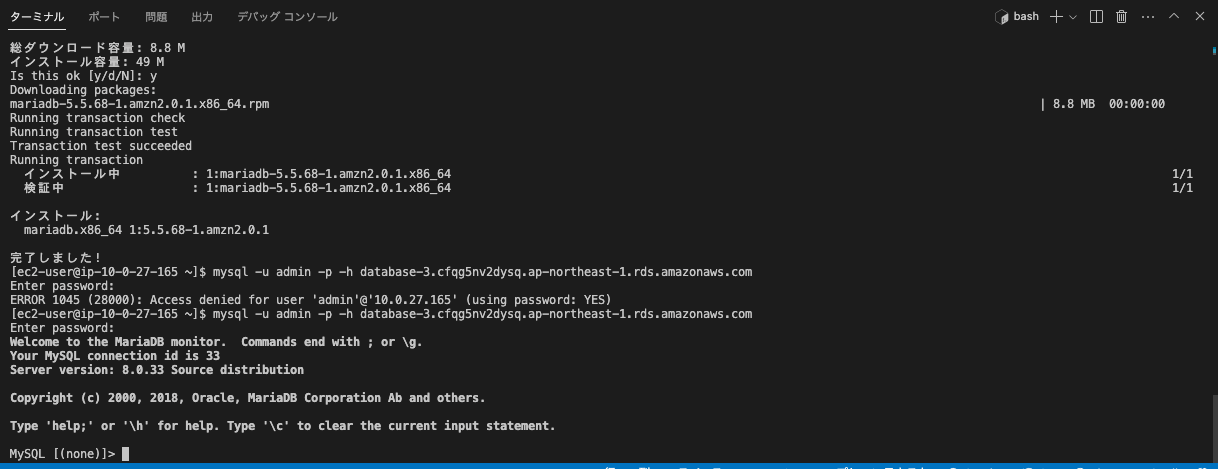 ターミナル ポート 問題 出力 デバッグ コンソール bash
総ダウンロード容量: 8.8 M
インストール容量: 49 M
Is this ok [y/d/N]: y
Downloading packages:
mariadb-5.5.68-1.amzn2.0.1.x86_64.rpm | 8.8 MB 00:00:00
Running transaction check
Running transaction test
Transaction test succeeded
Running transaction
インストール中 : 1:mariadb-5.5.68-1.amzn2.0.1.x86_64 1/1
検証中 : 1:mariadb-5.5.68-1.amzn2.0.1.x86_64 1/1
インストール:
mariadb.x86_64 1:5.5.68-1.amzn2.0.1
完了しました!
[ec2-user@ip-10-0-27-165 ~]$ mysql -u admin -p -h database-3.cfqg5nv2dysq.ap-northeast-1.rds.amazonaws.com
Enter password:
ERROR 1045 (28000): Access denied for user 'admin'@'10.0.27.165' (using password: YES)
[ec2-user@ip-10-0-27-165 ~]$ mysql -u admin -p -h database-3.cfqg5nv2dysq.ap-northeast-1.rds.amazonaws.com
Enter password:
Welcome to the MariaDB monitor.  Commands end with ; or \g.
Your MySQL connection id is 33
Server version: 8.0.33 Source distribution
Copyright (c) 2000, 2018, Oracle, MariaDB Corporation Ab and others.
Type 'help;' or '\h' for help. Type '\c' to clear the current input statement.
MySQL [(none)]>